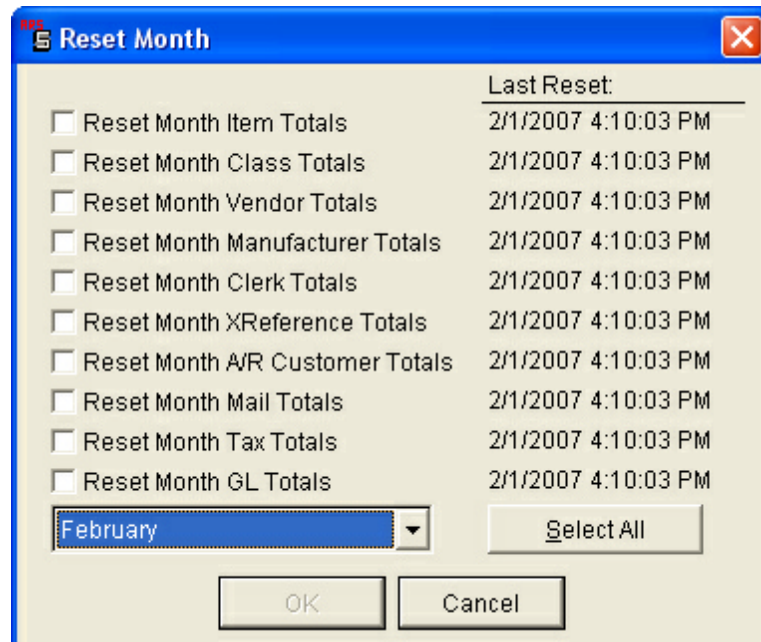 RPS
S Reset Month
Last Reset:
Reset Month Item Totals 2/1/2007 4:10:03 PM
Reset Month Class Totals 2/1/2007 4:10:03 PM
Reset Month Vendor Totals 2/1/2007 4:10:03 PM
Reset Month Manufacturer Totals 2/1/2007 4:10:03 PM
Reset Month Clerk Totals 2/1/2007 4:10:03 PM
Reset Month XReference Totals 2/1/2007 4:10:03 PM
Reset Month A/R Customer Totals 2/1/2007 4:10:03 PM
Reset Month Mail Totals 2/1/2007 4:10:03 PM
Reset Month Tax Totals 2/1/2007 4:10:03 PM
Reset Month GL Totals 2/1/2007 4:10:03 PM
February Select All
OK Cancel